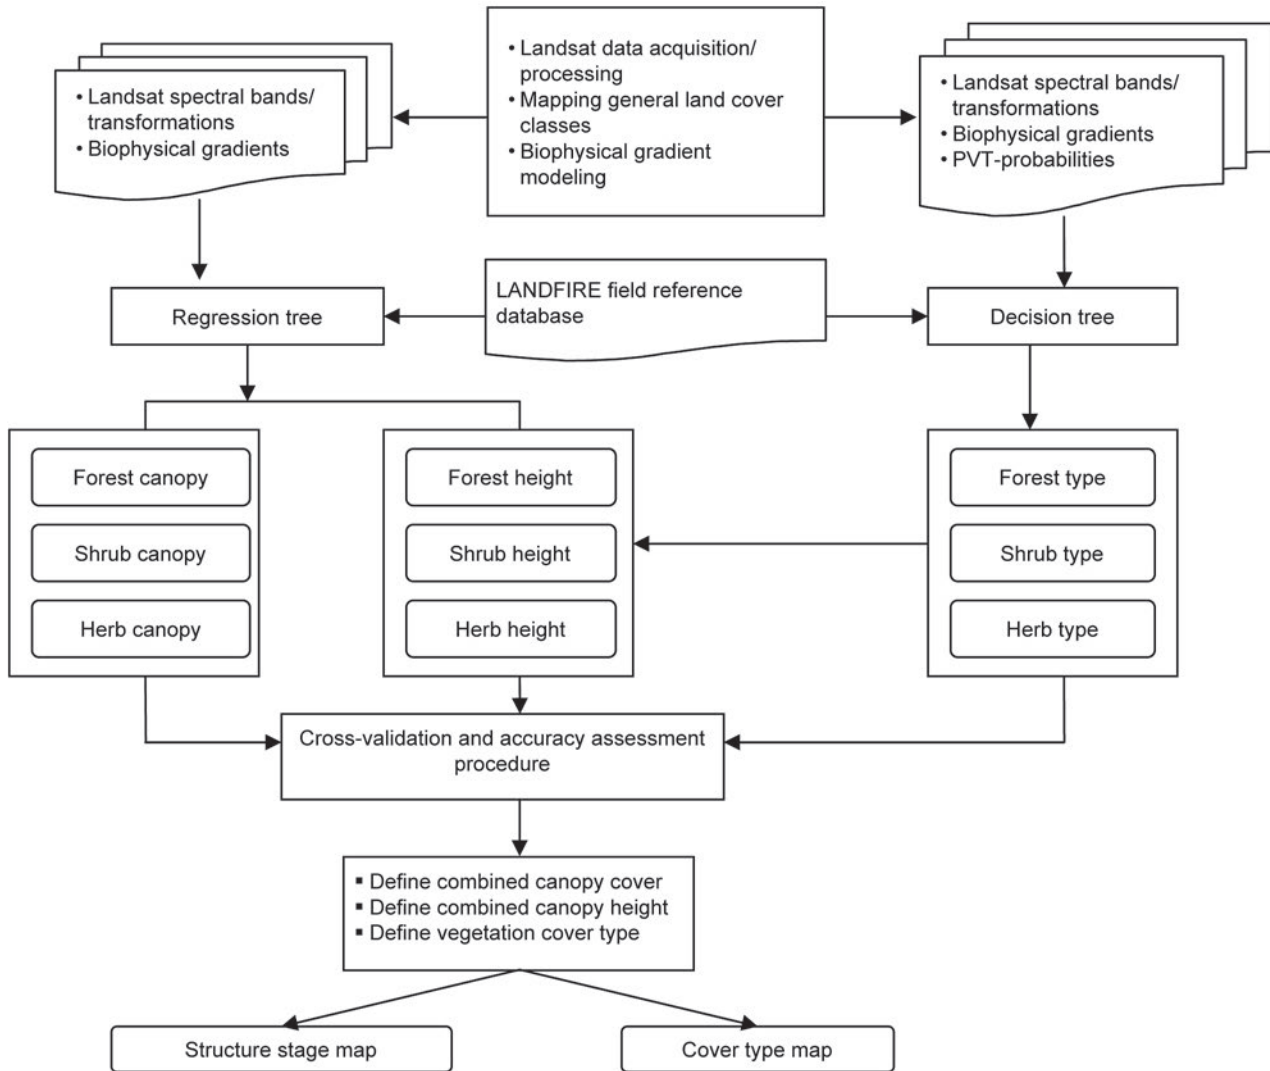 • Landsat spectral bands/
transformations
• Biophysical gradients
• Landsat data acquisition/
processing
• Mapping general land cover
classes
• Biophysical gradient
modeling
• Landsat spectral bands/
transformations
• Biophysical gradients
• PVT-probabilities
Regression tree
LANDFIRE field reference
database
Decision tree
Forest canopy
Shrub canopy
Herb canopy
Forest height
Shrub height
Herb height
Forest type
Shrub type
Herb type
Cross-validation and accuracy assessment
procedure
▪ Define combined canopy cover
▪ Define combined canopy height
▪ Define vegetation cover type
Structure stage map
Cover type map